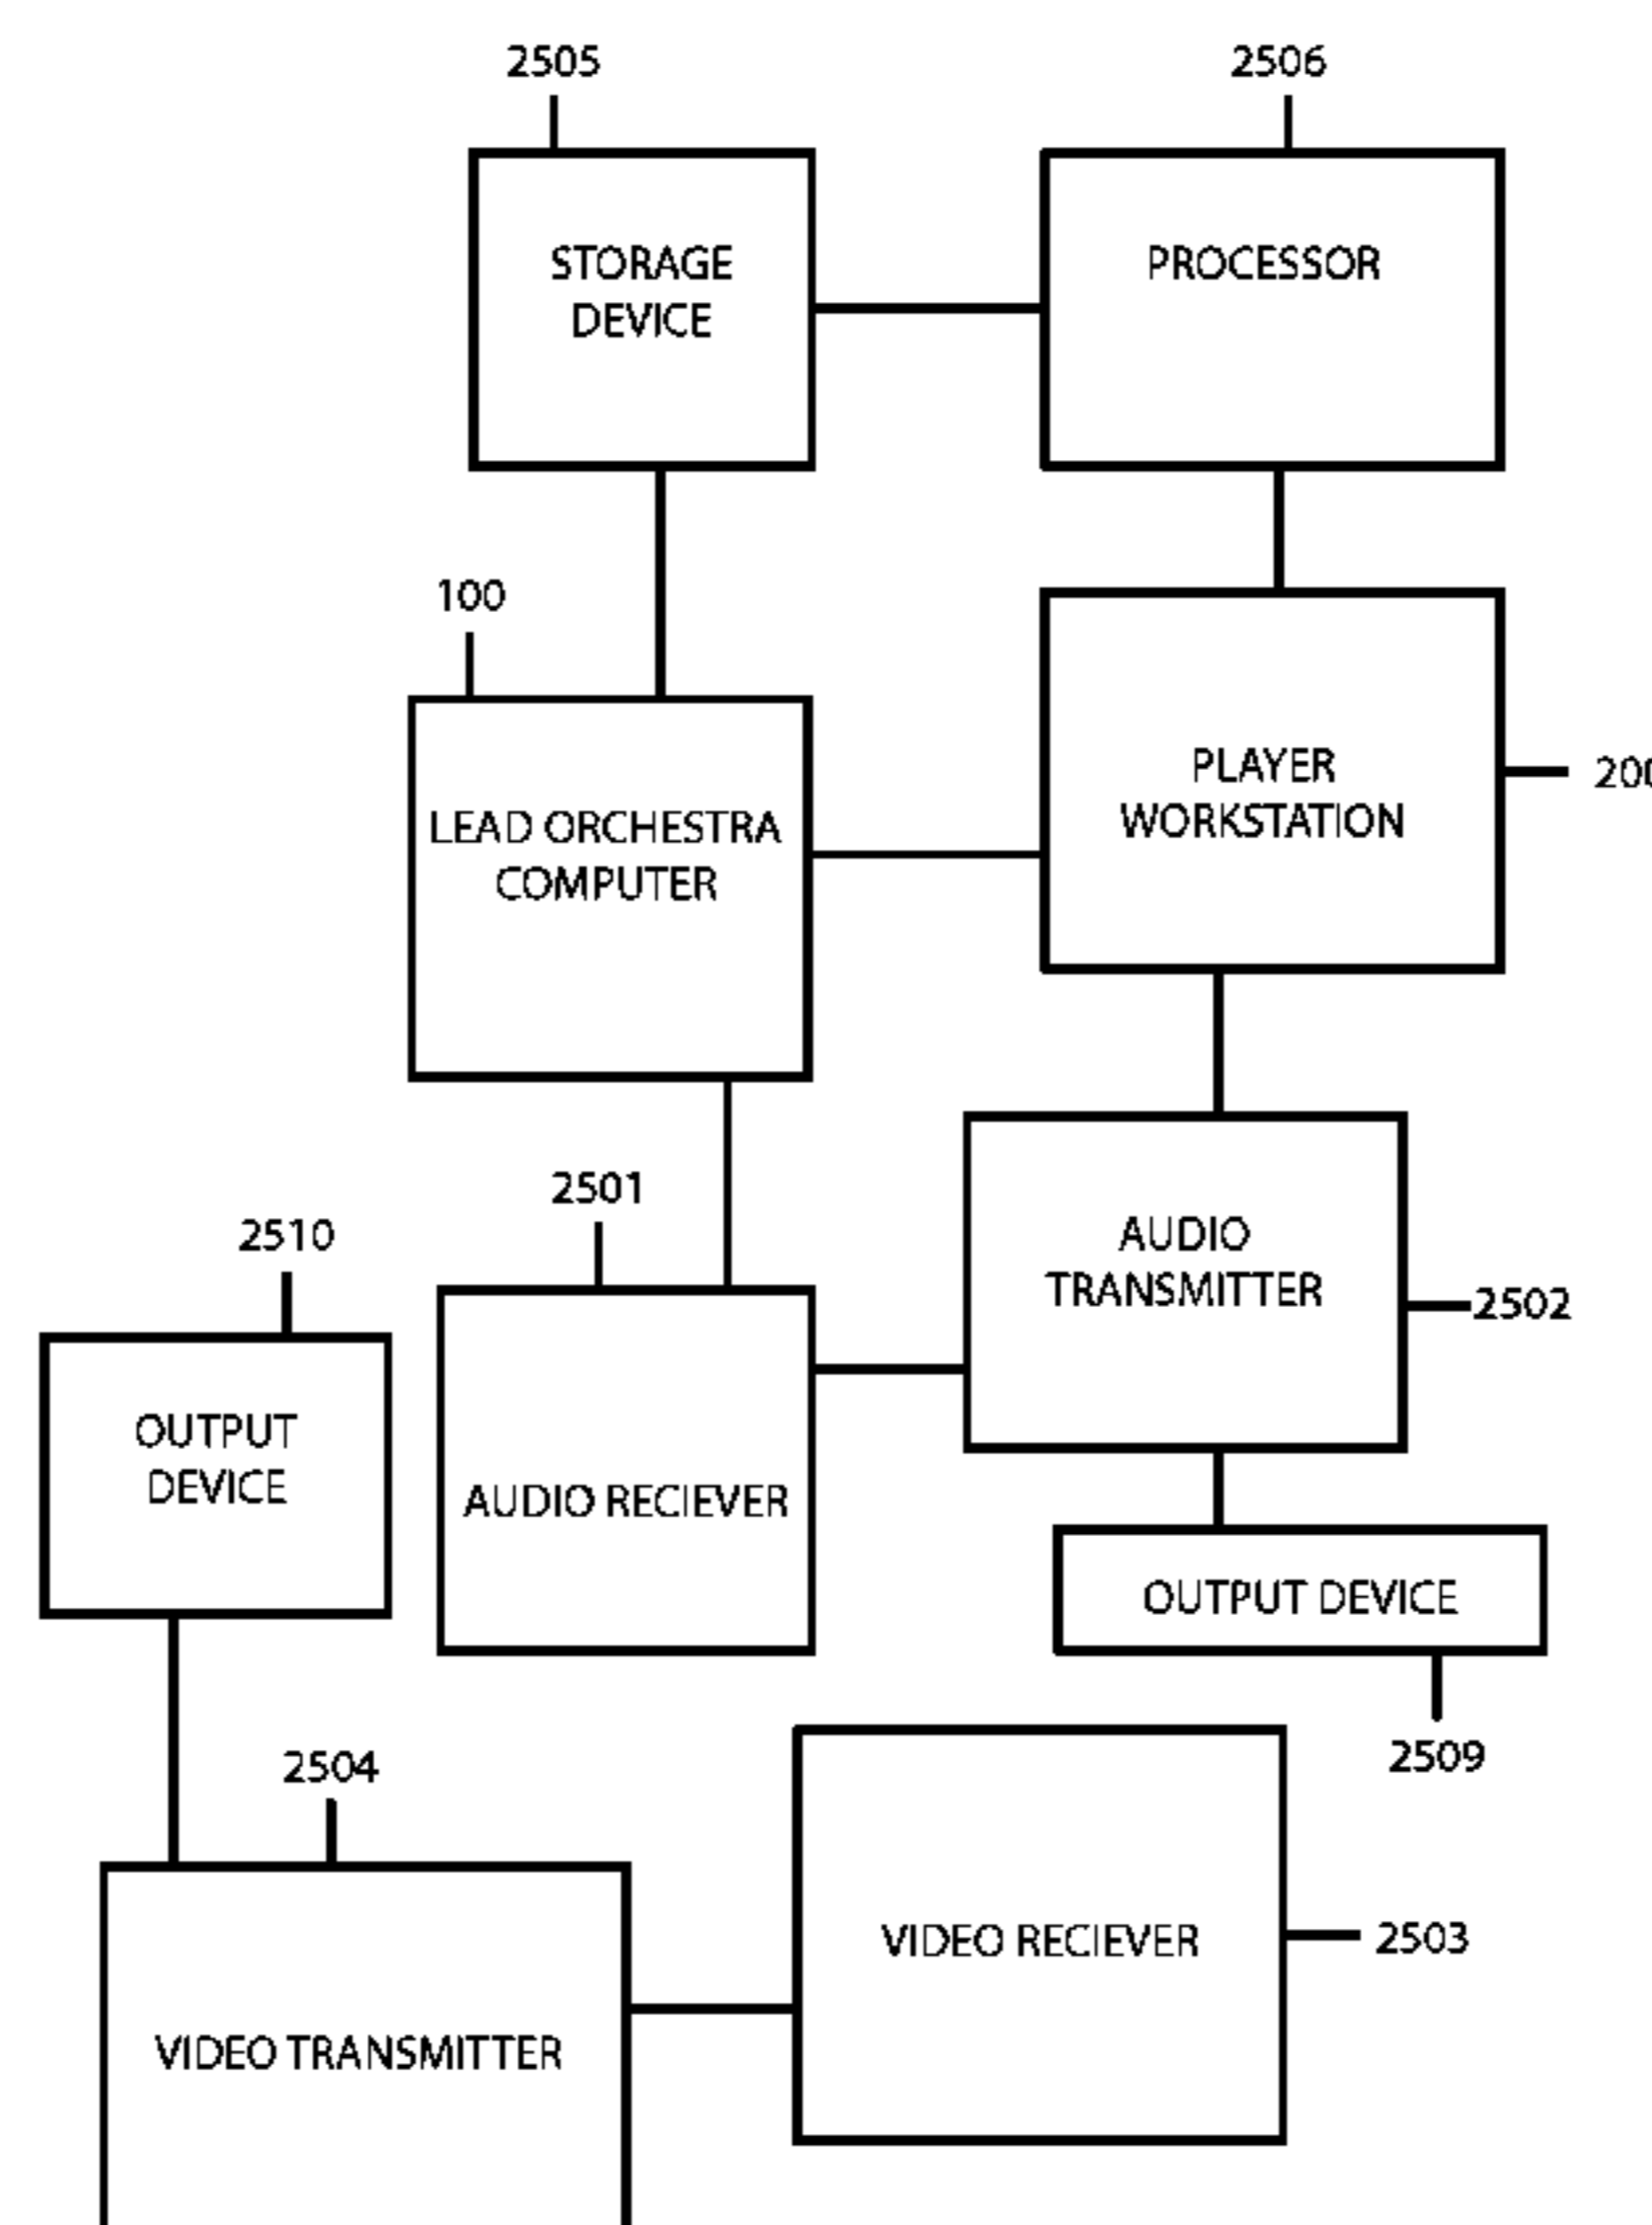 2505
2506
STORAGE
DEVICE
PROCESSOR
100
PLAYER
WORKSTATION
LEAD ORCHESTRA
COMPUTER
2501
2510
AUDIO
TRANSMITTER
2502
OUTPUT
DEVICE
AUDIO RECIEVER
OUTPUT DEVICE
2509
2504
VIDEO RECIEVER
2503
VIDEO TRANSMITTER